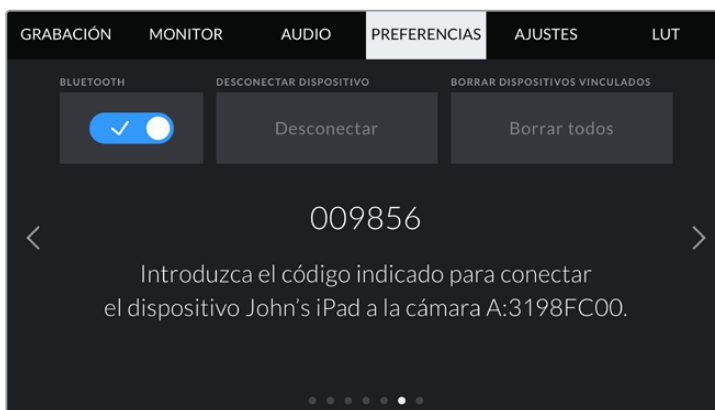 GRABACIÓN MONITOR AUDIO PREFERENCIAS AJUSTES LUT
BLUETOOTH DESCONECTAR DISPOSITIVO BORRAR DISPOSITIVOS VINCULADOS
Desconectar Borrar todos
009856
Introduzca el código indicado para conectar
el dispositivo John’s iPad a la cámara A:3198FC00.